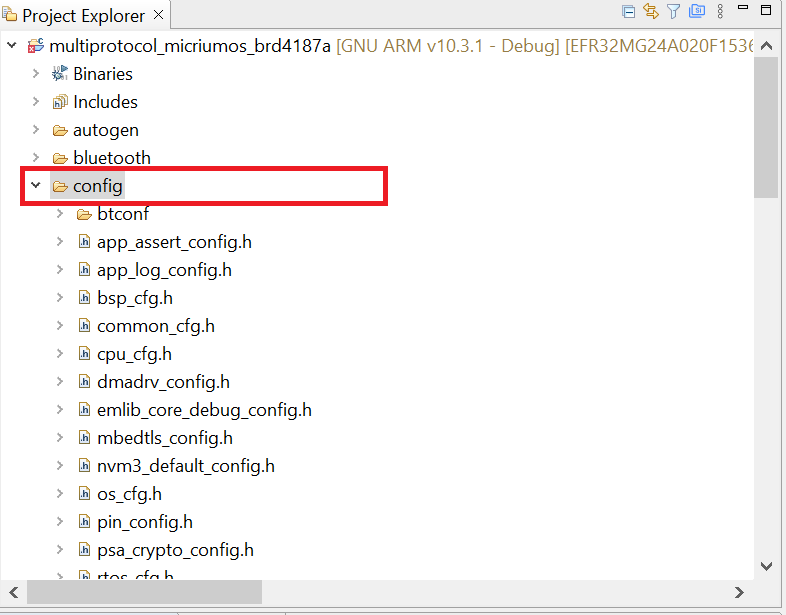 Project Explorer
multiprotocol_micriumos_brd4187a [GNU ARM v10.3.1 - Debug] [EFR32MG24A020F1536
Binaries
Includes
autogen
bluetooth
config
btconf
app_assert_config.h
app_log_config.h
bsp_cfg.h
common_cfg.h
cpu_cfg.h
dmadrv_config.h
emlib_core_debug_config.h
mbedtls_config.h
nvm3_default_config.h
os_cfg.h
pin_config.h
psa_crypto_config.h
rtos_cfg.h